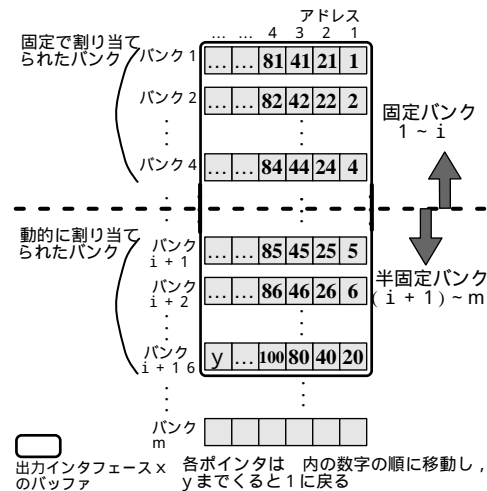 アドレス
… … 4 3 2 1
固定で割り当て
られたバンク
バンク 1
… … 81 41 21 1
バンク 2
… … 82 42 22 2
固定バンク
1 ~ i
バンク 4
… … 84 44 24 4
動的に割り当て
られたバンク
バンク
i + 1
… … 85 45 25 5
バンク
i + 2
… … 86 46 26 6
半固定バンク
( i + 1 ) ~ m
バンク
i + 1 6
y … 100 80 40 20
バンク
m
出力インタフェース x
のバッファ
各ポインタは 内の数字の順に移動し,
yまでくると1に戻る